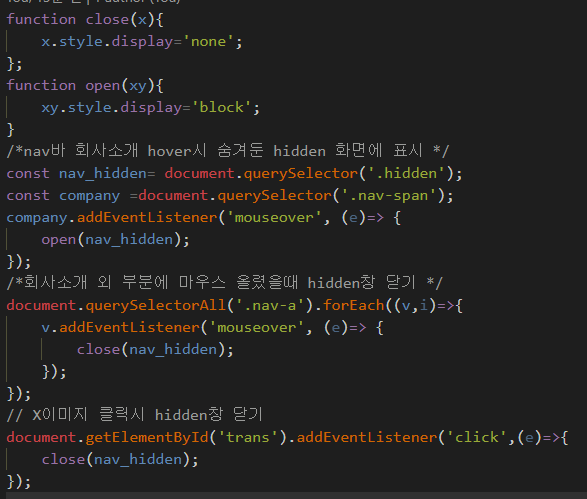 function close(x){
    x.style.display='none';
};
function open(xy){
    xy.style.display='block';
}
/*nav바 회사소개 hover시 숨겨둔 hidden 화면에 표시 */
const nav_hidden= document.querySelector('.hidden');
const company =document.querySelector('.nav-span');
company.addEventListener('mouseover', (e)=> {
    open(nav_hidden);
});
/*회사소개 외 부분에 마우스 올렸을때 hidden창 닫기 */
document.querySelectorAll('.nav-a').forEach((v,i)=>{
    v.addEventListener('mouseover', (e)=> {
        close(nav_hidden);
    });
});
// X이미지 클릭시 hidden창 닫기
document.getElementById('trans').addEventListener('click',(e)=>{
    close(nav_hidden);
});